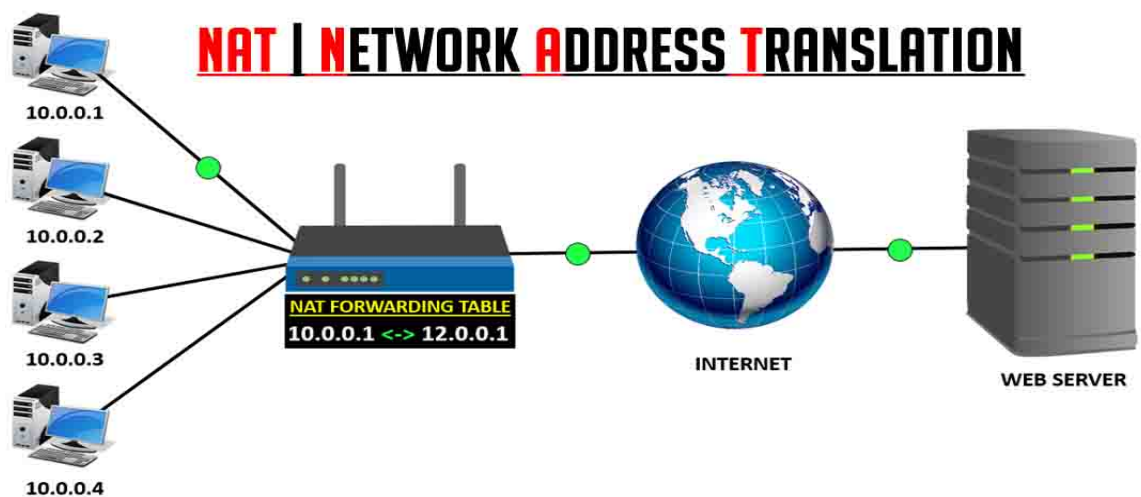 NAT | NETWORK ADDRESS TRANSLATION
10.0.0.1
10.0.0.2
10.0.0.3
10.0.0.4
NAT FORWARDING TABLE
10.0.0.1 <-> 12.0.0.1
INTERNET
WEB SERVER